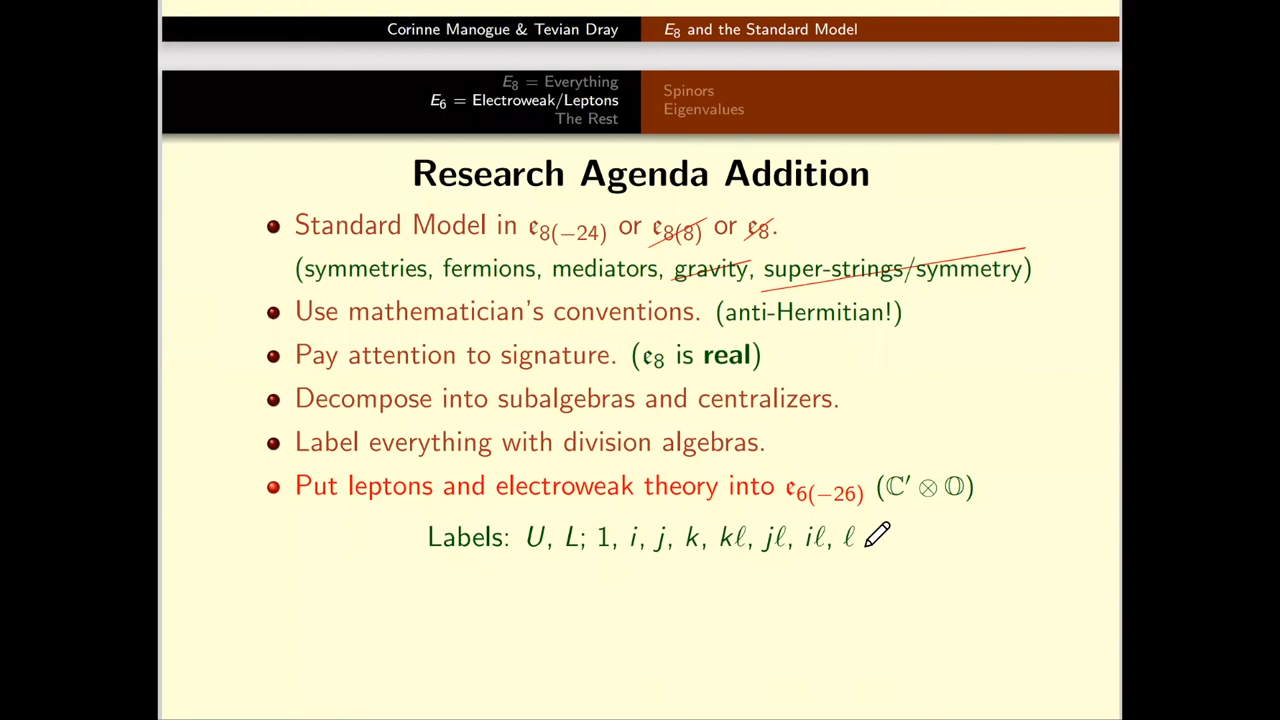 Corinne Manogue & Tevian Dray E₈ and the Standard Model
E₈ = Everything
E₆ = Electroweak/Leptons
The Rest
Spinors
Eigenvalues
Research Agenda Addition
Standard Model in 𝔢₈₍₋₂₄₎ or 𝔢₈₍₈₎ or 𝔢₈.
(symmetries, fermions, mediators, gravity, super-strings/symmetry)
Use mathematician's conventions. (anti-Hermitian!)
Pay attention to signature. (𝔢₈ is real)
Decompose into subalgebras and centralizers.
Label everything with division algebras.
Put leptons and electroweak theory into 𝔢₆₍₋₂₆₎ (ℂ′ ⊗ 𝕆)
Labels: U, L; 1, i, j, k, kℓ, jℓ, iℓ, ℓ